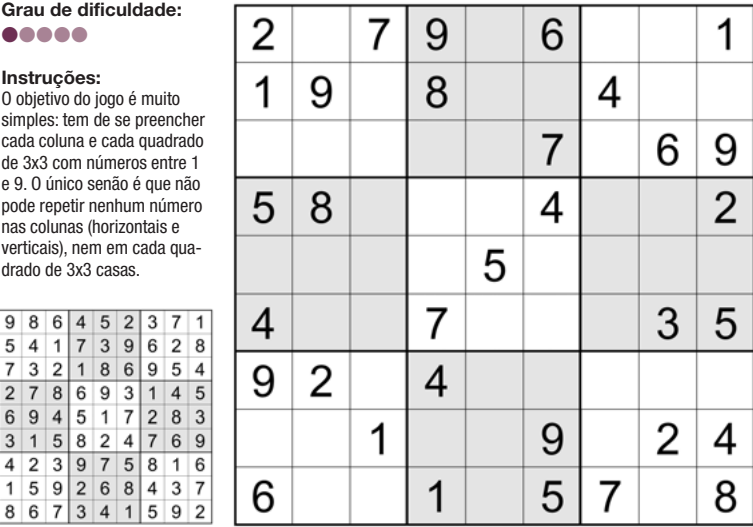 Grau de dificuldade:
Instruções:
O objetivo do jogo é muito
simples: tem de se preencher
cada coluna e cada quadrado
de 3x3 com números entre 1
e 9. O único senão é que não
pode repetir nenhum número
nas colunas (horizontais e
verticais), nem em cada qua-
drado de 3x3 casas.
9 8 6 4 5 2 3 7 1
5 4 1 7 3 9 6 2 8
7 3 2 1 8 6 9 5 4
2 7 8 6 9 3 1 4 5
6 9 4 5 1 7 2 8 3
3 1 5 8 2 4 7 6 9
4 2 3 9 7 5 8 1 6
1 5 9 2 6 8 4 3 7
8 6 7 3 4 1 5 9 2
2 7 9 6 1
1 9 8 4
7 6 9
5 8 4 2
5
4 7 3 5
9 2 4
1 9 2 4
6 1 5 7 8